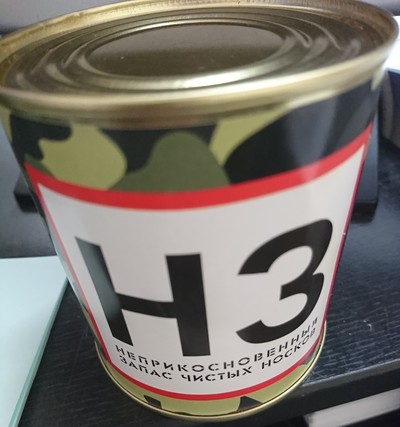 НЗ
НЕПРИКОСНОВЕННЫЙ
ЗАПАС ЧИСТЫХ НОСКОВ